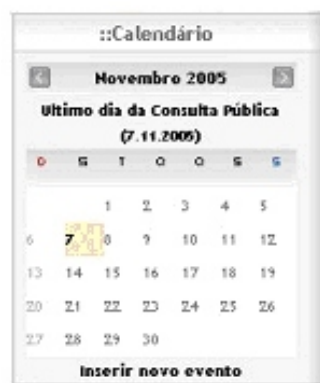 ::Calendário
Novembro 2005
Ultimo dia da Consulta Pública
(7.11.2005)
D S T Q Q S S
1 2 3 4 5
6 7 8 9 10 11 12
13 14 15 16 17 18 19
20 21 22 23 24 25 26
27 28 29 30
Inserir novo evento